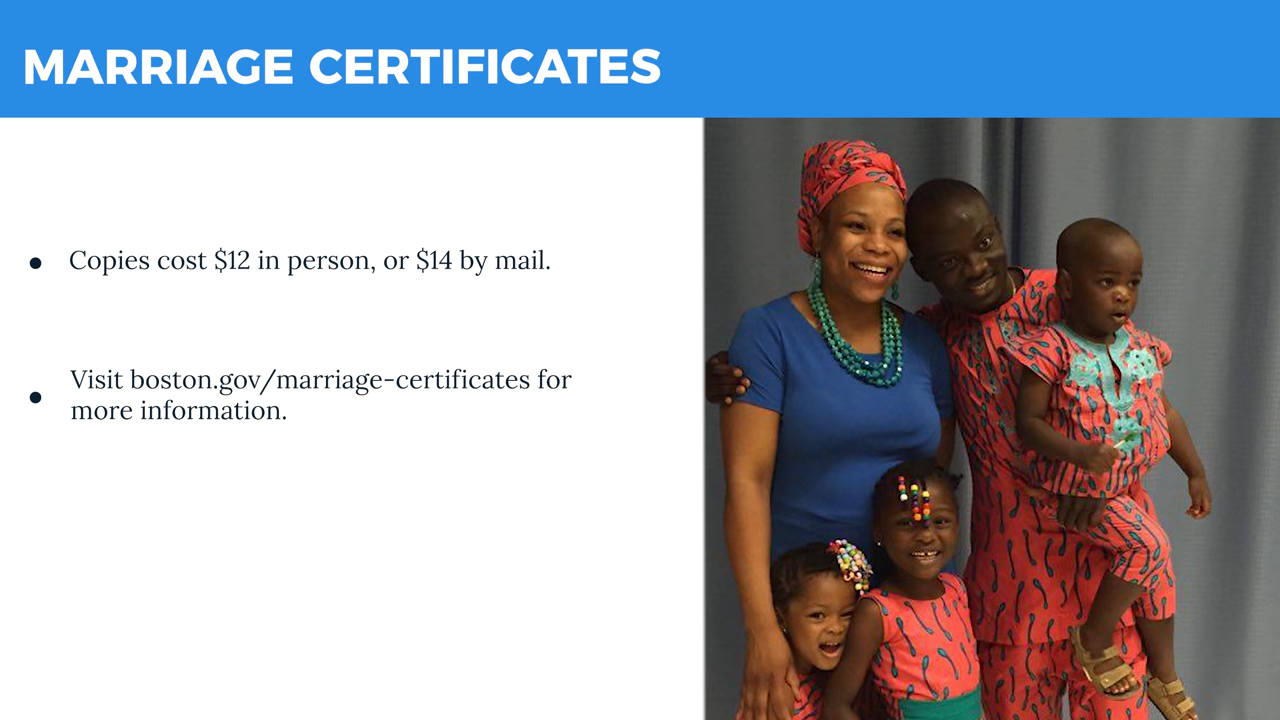 MARRIAGE CERTIFICATES
Copies cost $12 in person, or $14 by mail.
Visit boston.gov/marriage-certificates for
more information.